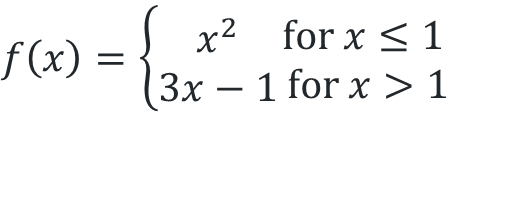 f(x) = { x² for x ≤ 1
3x − 1 for x > 1